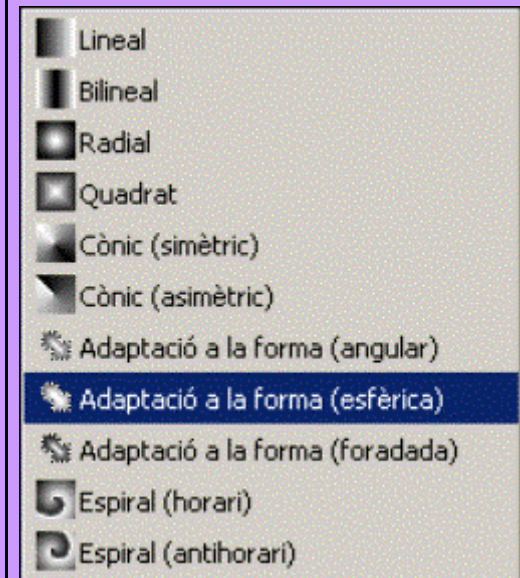 Lineal
Bilineal
Radial
Quadrat
Cònic (simètric)
Cònic (asimètric)
Adaptació a la forma (angular)
Adaptació a la forma (esfèrica)
Adaptació a la forma (foradada)
Espiral (horari)
Espiral (antihorari)